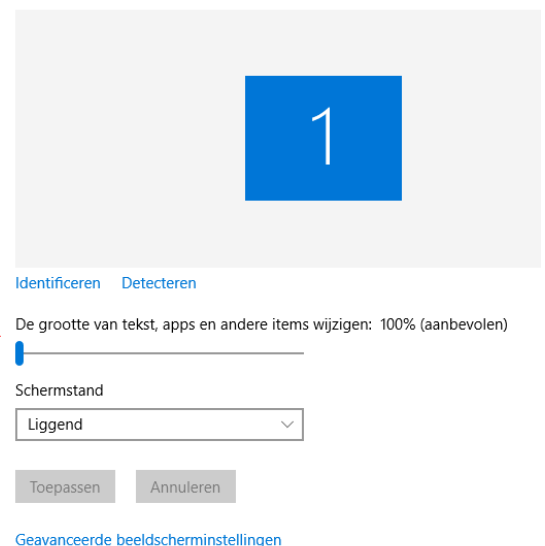 1
Identificeren Detecteren
De grootte van tekst, apps en andere items wijzigen: 100% (aanbevolen)
Schermstand
Liggend
Toepassen Annuleren
Geavanceerde beeldscherminstellingen